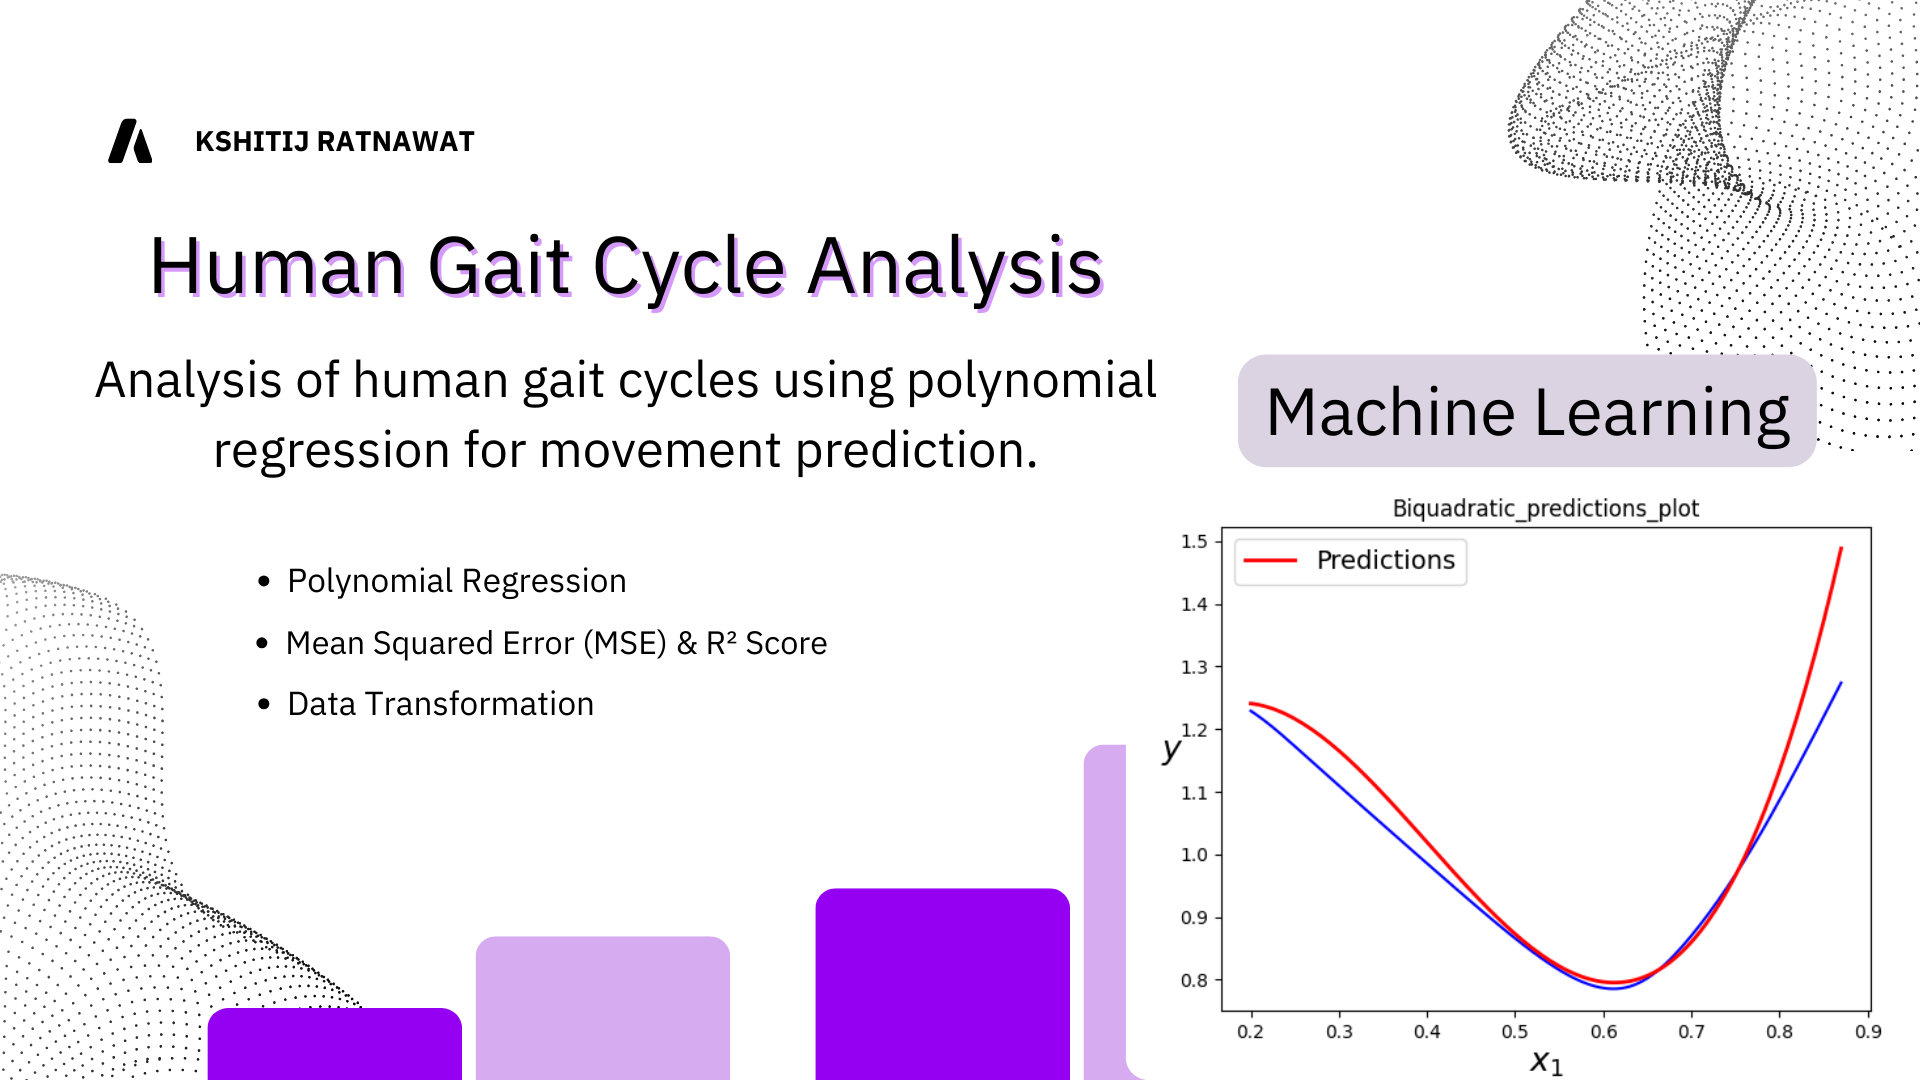 KSHITIJ RATNAWAT
Human Gait Cycle Analysis
Analysis of human gait cycles using polynomial
regression for movement prediction.
• Polynomial Regression
• Mean Squared Error (MSE) & R² Score
• Data Transformation
Machine Learning
Biquadratic_predictions_plot
Predictions
1.5
1.4
1.3
1.2
1.1
1.0
0.9
0.8
y
0.2 0.3 0.4 0.5 0.6 0.7 0.8 0.9
x₁